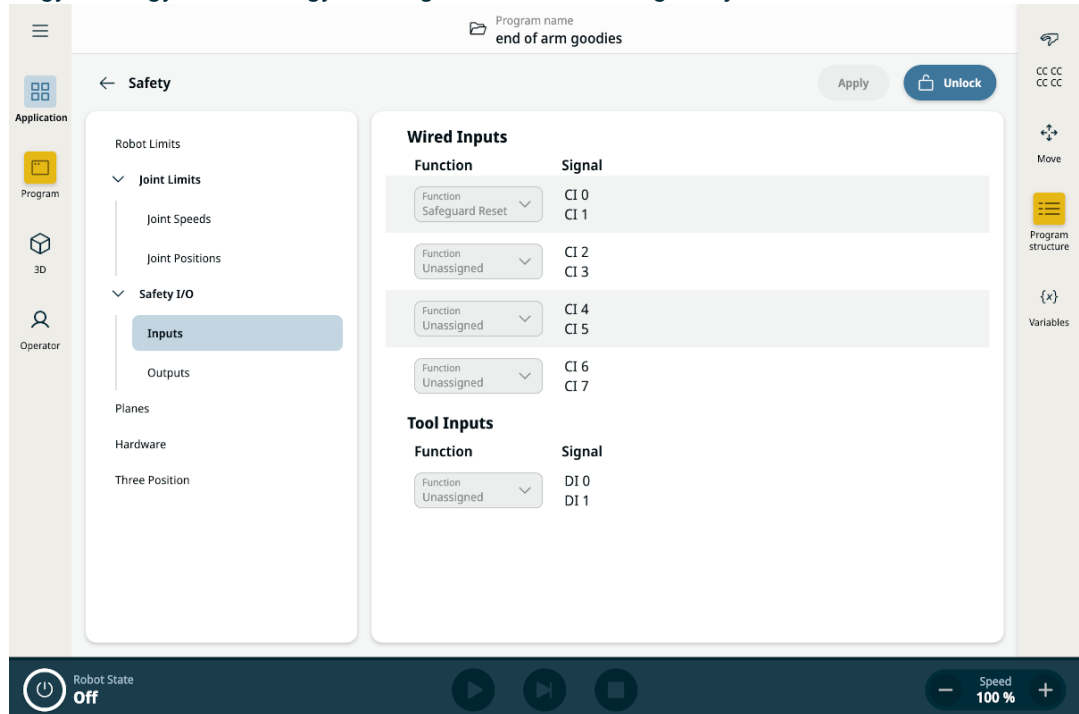 Program name
end of arm goodies
CC CC
CC CC
Safety
Apply
Unlock
Application
Program
3D
Operator
Robot Limits
Joint Limits
Joint Speeds
Joint Positions
Safety I/O
Inputs
Outputs
Planes
Hardware
Three Position
Wired Inputs
Function Signal
Function
Safeguard Reset
CI 0
CI 1
Function
Unassigned
CI 2
CI 3
Function
Unassigned
CI 4
CI 5
Function
Unassigned
CI 6
CI 7
Tool Inputs
Function Signal
Function
Unassigned
DI 0
DI 1
Move
Program
structure
{x}
Variables
Robot State
Off
Speed
100 %